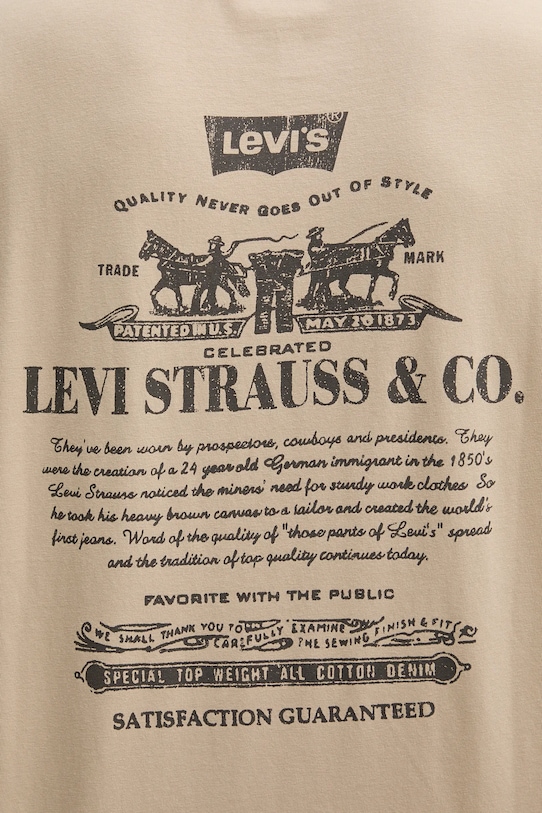 Levi's®
QUALITY NEVER GOES OUT OF STYLE
TRADE MARK
PATENTED IN U.S. MAY 20 1873
CELEBRATED
LEVI STRAUSS & CO.
They've been worn by prospectors, cowboys and presidents. They
were the creation of a 24 year old German immigrant in the 1850's
Levi Strauss noticed the miners' need for sturdy work clothes. So
he took his heavy brown canvas to a tailor and created the world's
first jeans. Word of the quality of "those pants of Levi's" spread
and the tradition of top quality continues today.
FAVORITE WITH THE PUBLIC
WE SHALL THANK YOU TO CAREFULLY EXAMINE THE SEWING FINISH & FIT
SPECIAL TOP WEIGHT ALL COTTON DENIM
SATISFACTION GUARANTEED